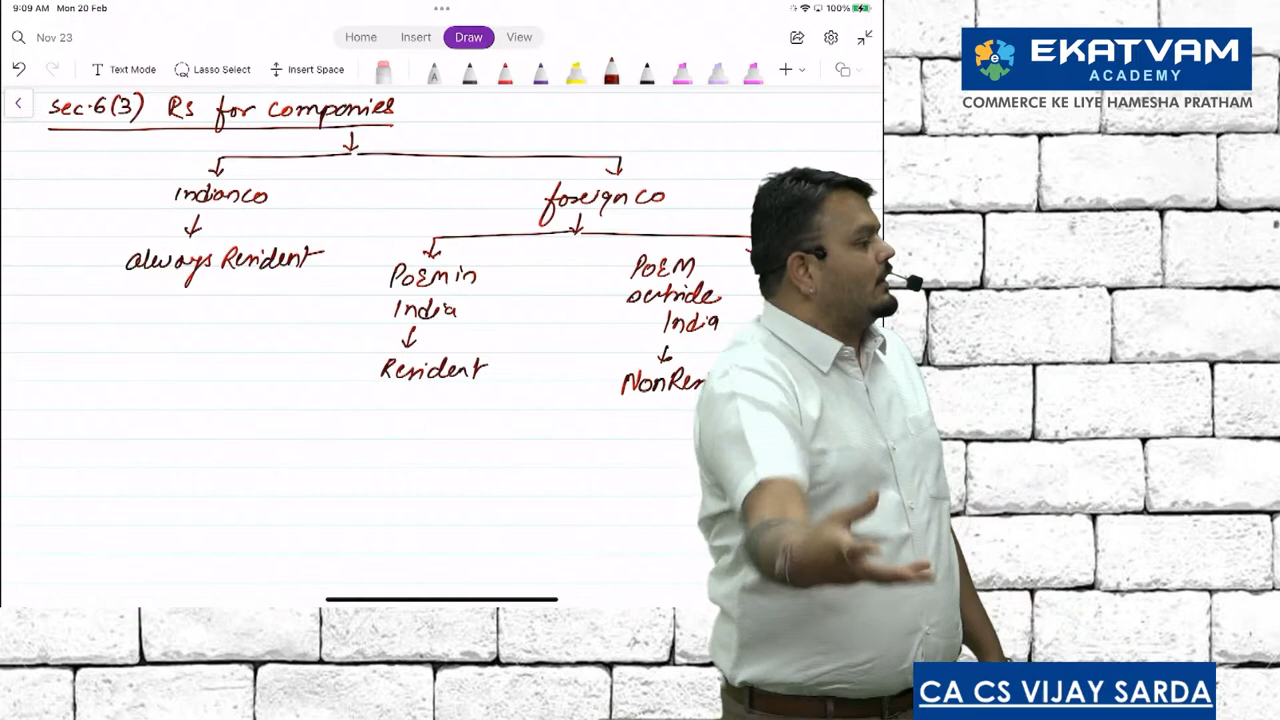 9:09 AM Mon 20 Feb
100%
Nov 23
Home Insert Draw View
Text Mode Lasso Select Insert Space
sec.6(3) RS for companies
Indian co
foreign co
always Resident
POEM in
India
Resident
POEM
outside
India
EKATVAM
ACADEMY
COMMERCE KE LIYE HAMESHA PRATHAM
CA CS VIJAY SARDA